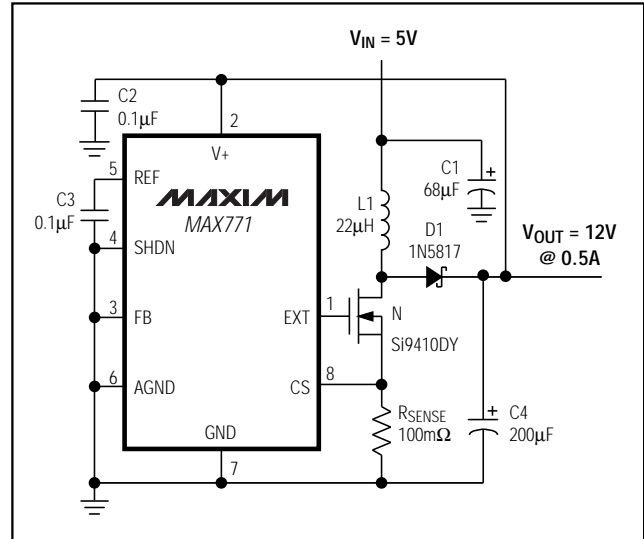 VIN = 5V
C2
0.1µF
2
V+
C1
68µF
5
REF
MAXIM
MAX771
C3
0.1µF
L1
22µH
D1
1N5817
VOUT = 12V
@ 0.5A
4
SHDN
3
FB
EXT
1
N
Si9410DY
6
AGND
CS
8
RSENSE
100mΩ
C4
200µF
GND
7